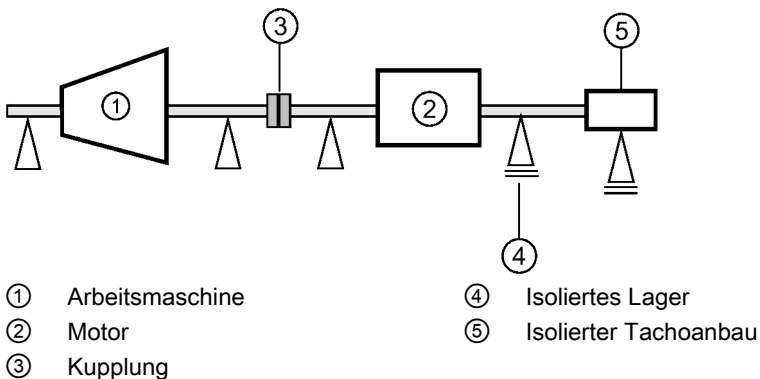 ③
⑤
①
②
④
① Arbeitsmaschine
② Motor
③ Kupplung
④ Isoliertes Lager
⑤ Isolierter Tachoanbau